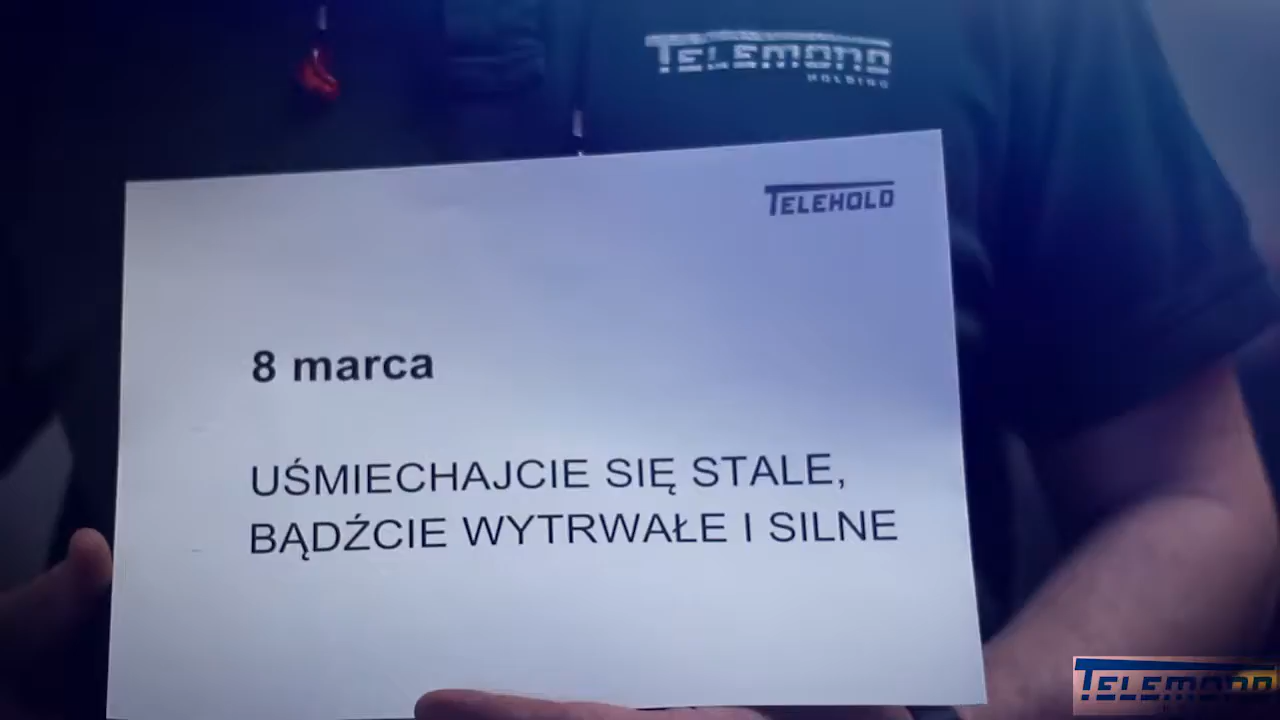 TELEMOND
HOLDING
TELEHOLD
8 marca
UŚMIECHAJCIE SIĘ STALE,
BĄDŹCIE WYTRWAŁE I SILNE
TELEMOND